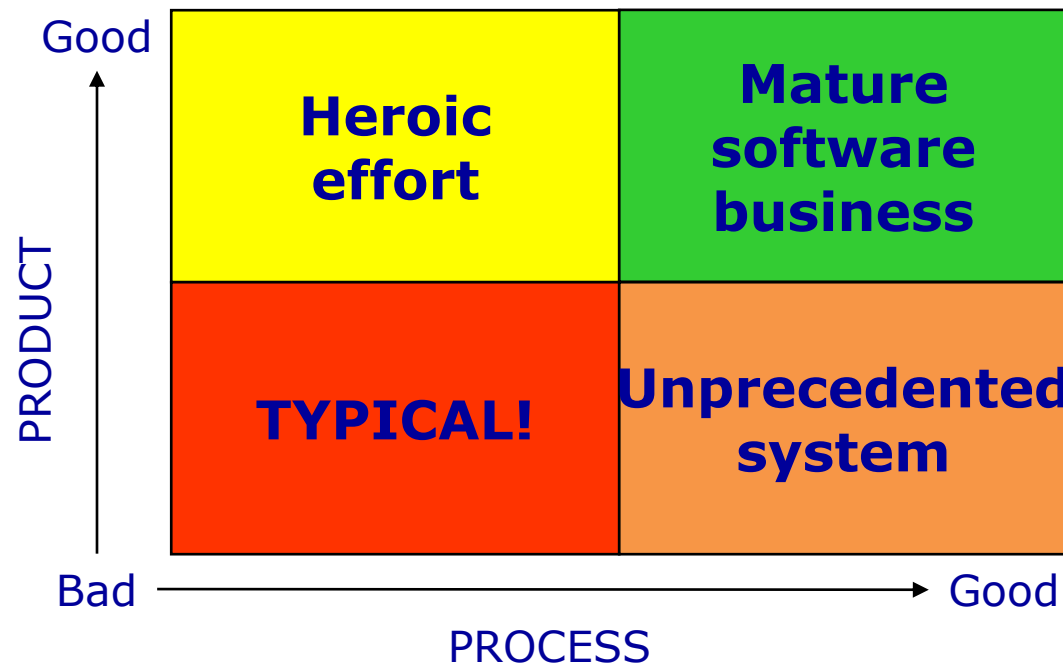 Good
Heroic
effort
Mature
software
business
PRODUCT
TYPICAL!
Unprecedented
system
Bad
Good
PROCESS